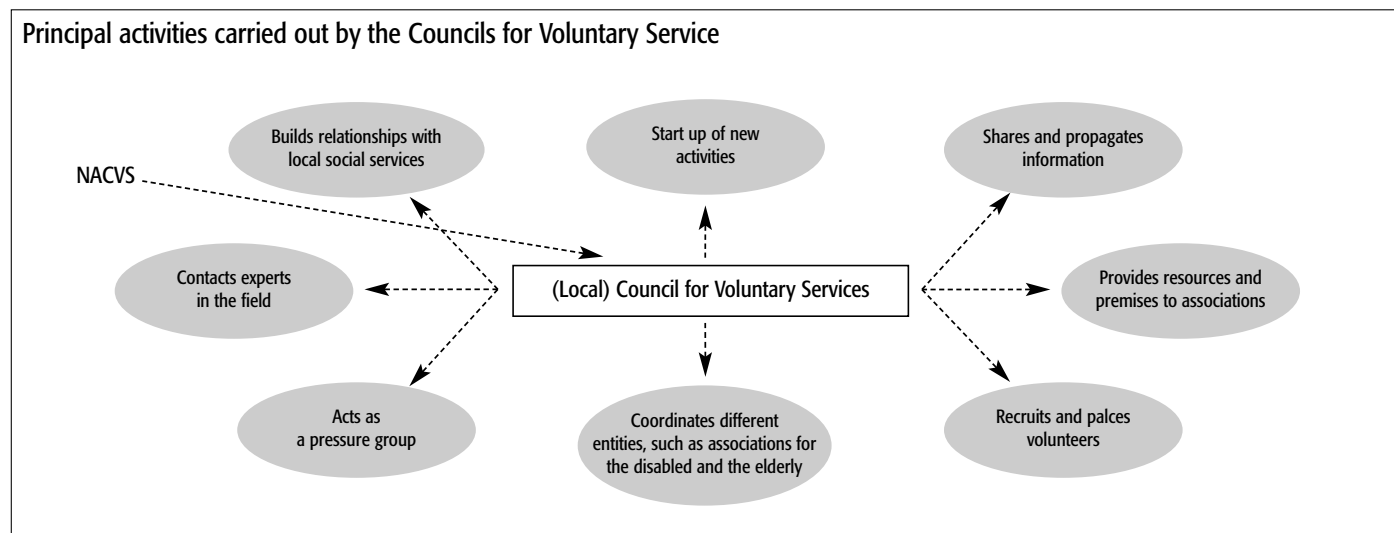 Principal activities carried out by the Councils for Voluntary Service
Builds relationships with
local social services
Start up of new
activities
Shares and propagates
information
NACVS
Contacts experts
in the field
(Local) Council for Voluntary Services
Provides resources and
premises to associations
Acts as
a pressure group
Coordinates different
entities, such as associations for
the disabled and the elderly
Recruits and palces
volunteers